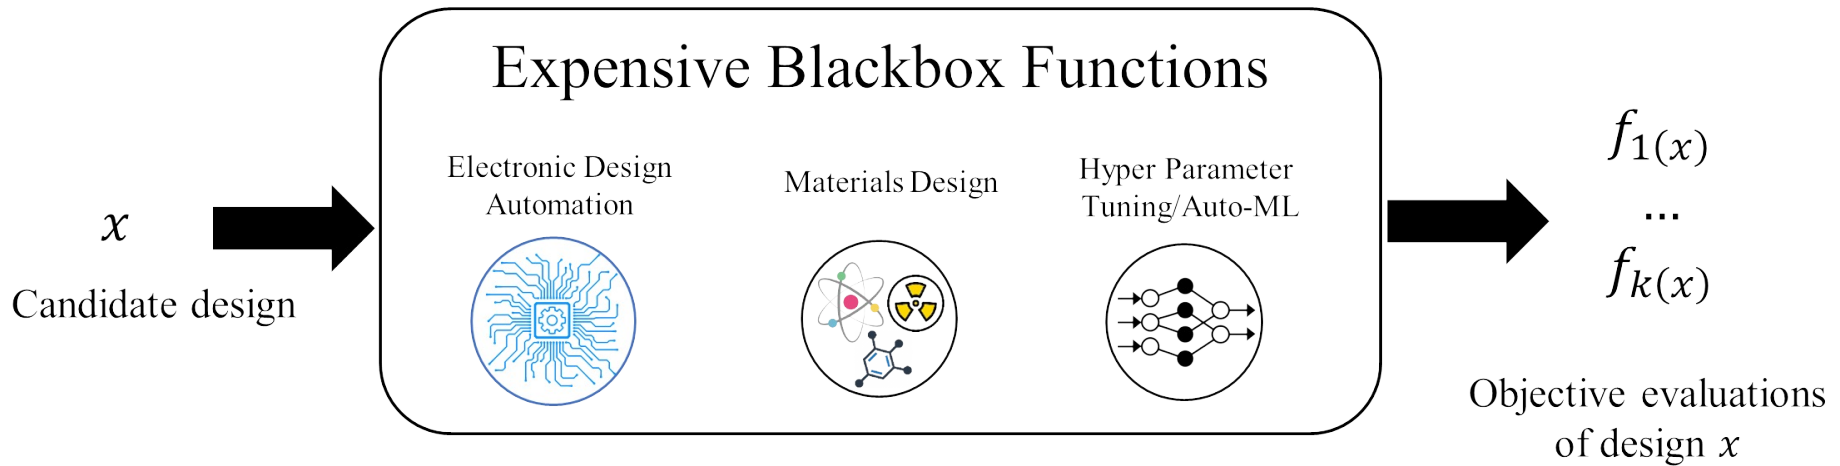 Expensive Blackbox Functions
Electronic Design
Automation
Materials Design
Hyper Parameter
Tuning/Auto-ML
x
Candidate design
f1(x)
...
fk(x)
Objective evaluations
of design x